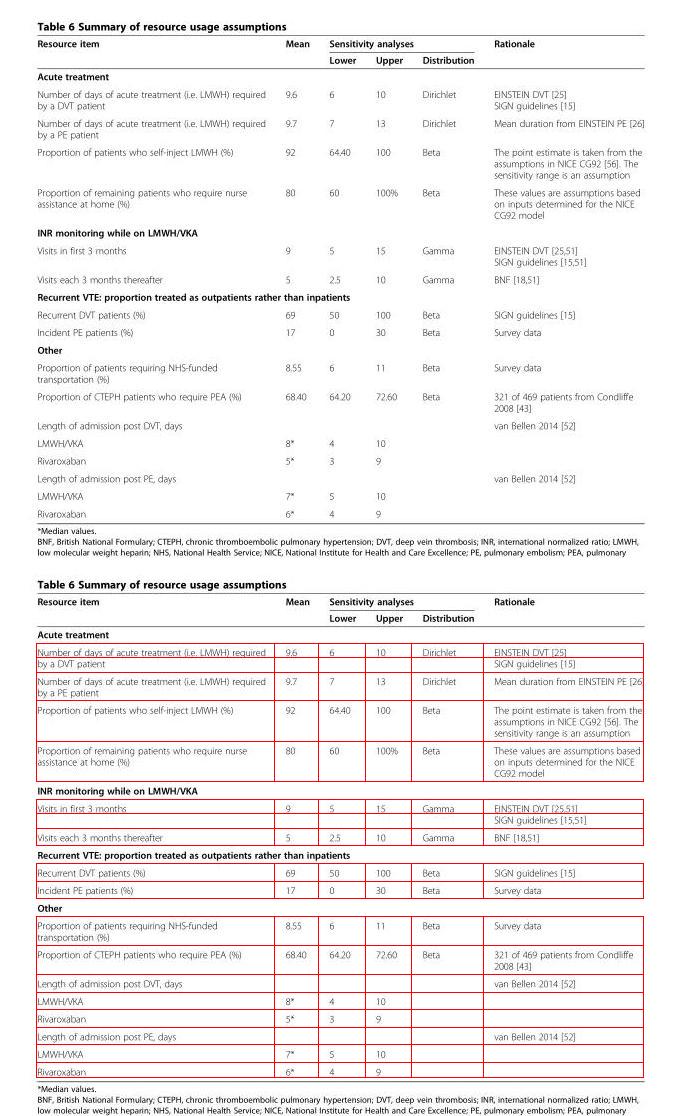 Table 6 Summary of resource usage assumptions
Resource item Mean Sensitivity analyses Rationale
Lower Upper Distribution
Acute treatment
Number of days of acute treatment (i.e. LMWH) required 9.6 6 10 Dirichlet EINSTEIN DVT [25]
by a DVT patient SIGN guidelines [15]
Number of days of acute treatment (i.e. LMWH) required 9.7 7 13 Dirichlet Mean duration from EINSTEIN PE [26]
by a PE patient
Proportion of patients who self-inject LMWH (%) 92 64.40 100 Beta The point estimate is taken from the
assumptions in NICE CG92 [56]. The
sensitivity range is an assumption
Proportion of remaining patients who require nurse 80 60 100% Beta These values are assumptions based
assistance at home (%) on inputs determined for the NICE
CG92 model
INR monitoring while on LMWH/VKA
Visits in first 3 months 9 5 15 Gamma EINSTEIN DVT [25,51]
SIGN guidelines [15,51]
Visits each 3 months thereafter 5 2.5 10 Gamma BNF [18,51]
Recurrent VTE: proportion treated as outpatients rather than inpatients
Recurrent DVT patients (%) 69 50 100 Beta SIGN guidelines [15]
Incident PE patients (%) 17 0 30 Beta Survey data
Other
Proportion of patients requiring NHS-funded 8.55 6 11 Beta Survey data
transportation (%)
Proportion of CTEPH patients who require PEA (%) 68.40 64.20 72.60 Beta 321 of 469 patients from Condliffe
2008 [43]
Length of admission post DVT, days van Bellen 2014 [52]
LMWH/VKA 8* 4 10
Rivaroxaban 5* 3 9
Length of admission post PE, days van Bellen 2014 [52]
LMWH/VKA 7* 5 10
Rivaroxaban 6* 4 9
*Median values.
BNF, British National Formulary; CTEPH, chronic thromboembolic pulmonary hypertension; DVT, deep vein thrombosis; INR, international normalized ratio; LMWH,
low molecular weight heparin; NHS, National Health Service; NICE, National Institute for Health and Care Excellence; PE, pulmonary embolism; PEA, pulmonary
Table 6 Summary of resource usage assumptions
Resource item Mean Sensitivity analyses Rationale
Lower Upper Distribution
Acute treatment
Number of days of acute treatment (i.e. LMWH) required 9.6 6 10 Dirichlet EINSTEIN DVT [25]
by a DVT patient SIGN guidelines [15]
Number of days of acute treatment (i.e. LMWH) required 9.7 7 13 Dirichlet Mean duration from EINSTEIN PE [26
by a PE patient
Proportion of patients who self-inject LMWH (%) 92 64.40 100 Beta The point estimate is taken from the
assumptions in NICE CG92 [56]. The
sensitivity range is an assumption
Proportion of remaining patients who require nurse 80 60 100% Beta These values are assumptions based
assistance at home (%) on inputs determined for the NICE
CG92 model
INR monitoring while on LMWH/VKA
Visits in first 3 months 9 5 15 Gamma EINSTEIN DVT [25,51]
SIGN guidelines [15,51]
Visits each 3 months thereafter 5 2.5 10 Gamma BNF [18,51]
Recurrent VTE: proportion treated as outpatients rather than inpatients
Recurrent DVT patients (%) 69 50 100 Beta SIGN guidelines [15]
Incident PE patients (%) 17 0 30 Beta Survey data
Other
Proportion of patients requiring NHS-funded 8.55 6 11 Beta Survey data
transportation (%)
Proportion of CTEPH patients who require PEA (%) 68.40 64.20 72.60 Beta 321 of 469 patients from Condliffe
2008 [43]
Length of admission post DVT, days van Bellen 2014 [52]
LMWH/VKA 8* 4 10
Rivaroxaban 5* 3 9
Length of admission post PE, days van Bellen 2014 [52]
LMWH/VKA 7* 5 10
Rivaroxaban 6* 4 9
*Median values.
BNF, British National Formulary; CTEPH, chronic thromboembolic pulmonary hypertension; DVT, deep vein thrombosis; INR, international normalized ratio; LMWH,
low molecular weight heparin; NHS, National Health Service; NICE, National Institute for Health and Care Excellence; PE, pulmonary embolism; PEA, pulmonary